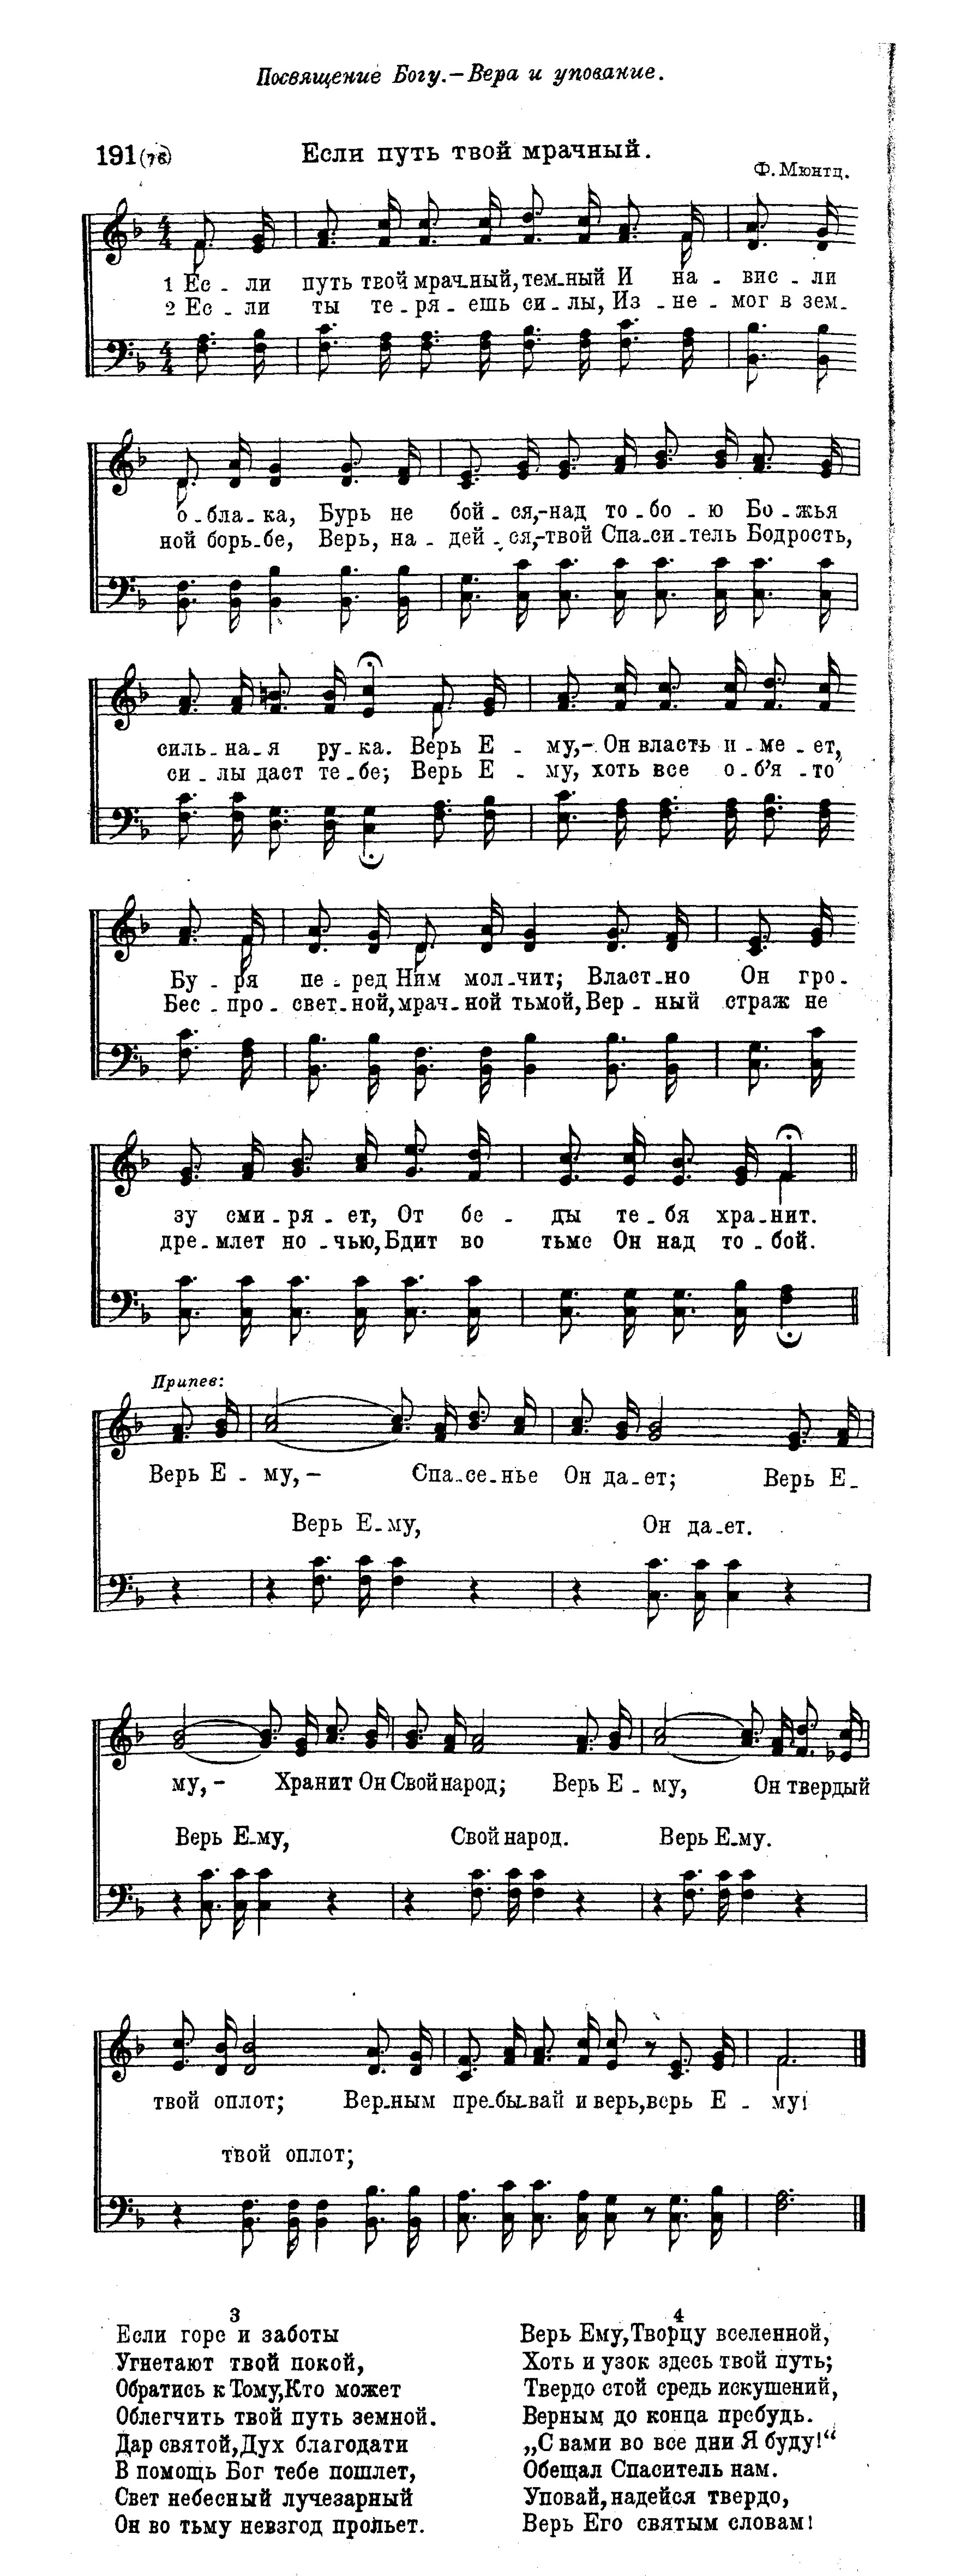 Посвящение Богу.—Вера и упование.
191(76) Если путь твой мрачный.
Ф. Мюнтц.
1 Ес - ли путь твой мрач-ный, тем-ный И на - вис - ли
2 Ес - ли ты те - ря - ешь си - лы, Из - не - мог в зем-
о - бла - ка, Бурь не бой - ся,-над то - бо - ю Бо - жья
ной борь-бе, Верь, на - дей - ся,-твой Спа-си-тель Бодрость,
силь - на - я ру - ка. Верь Е - му,-Он власть и - ме - ет,
си - лы даст те - бе; Верь Е - му, хоть все о - б'я - то
Бу - ря пе - ред Ним мол-чит; Власт-но Он гро-
Бес - про - свет-ной, мрач-ной тьмой, Вер - ный страж не
зу сми - ря - ет, От бе - ды те - бя хра-нит.
дре - млет но - чью, Бдит во тьме Он над то - бой.
Припев:
Верь Е - му,— Спа-се-нье Он да-ет; Верь Е-
Верь Е-му, Он да-ет.
му,- Хранит Он Свой народ; Верь Е - му, Он твердый
Верь Е-му, Свой народ. Верь Е-му.
твой оплот; Вер-ным пре-бы-вай и верь, верь Е - му!
твой оплот;
3
Если горе и заботы
Угнетают твой покой,
Обратись к Тому, Кто может
Облегчить твой путь земной.
Дар святой, Дух благодати
В помощь Бог тебе пошлет,
Свет небесный лучезарный
Он во тьму невзгод прольет.
4
Верь Ему, Творцу вселенной,
Хоть и узок здесь твой путь;
Твердо стой средь искушений,
Верным до конца пребудь.
„С вами во все дни Я буду!“
Обещал Спаситель нам.
Уповай, надейся твердо,
Верь Его святым словам!